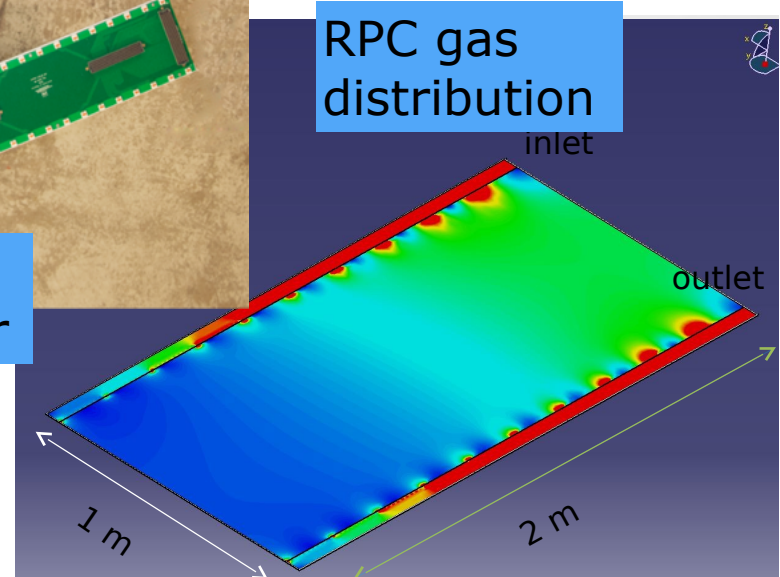 RPC gas
distribution
inlet
outlet
r
1 m
2 m
z
x
y